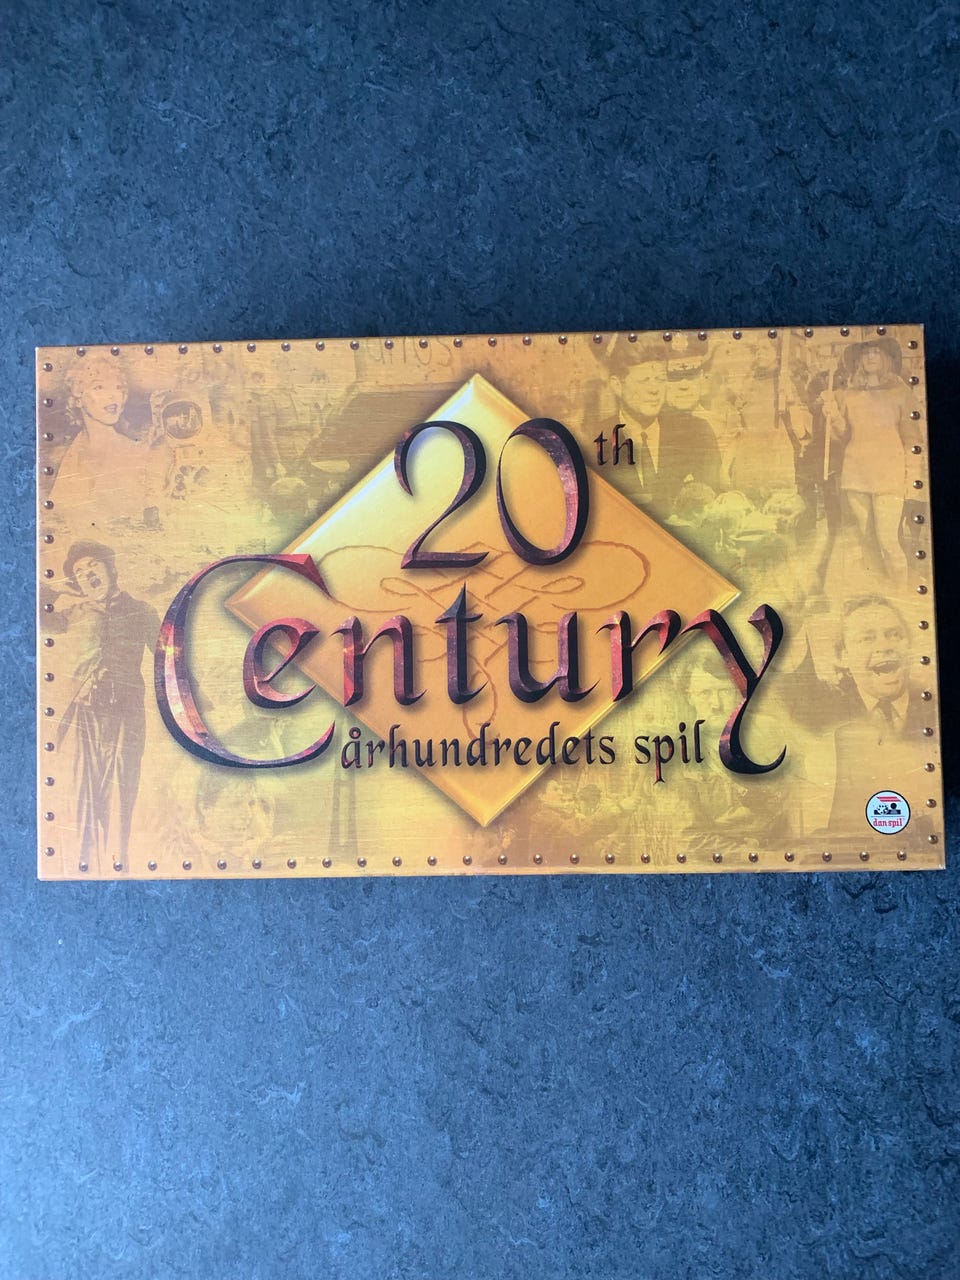 20th
Century
århundredets spil
dan spil